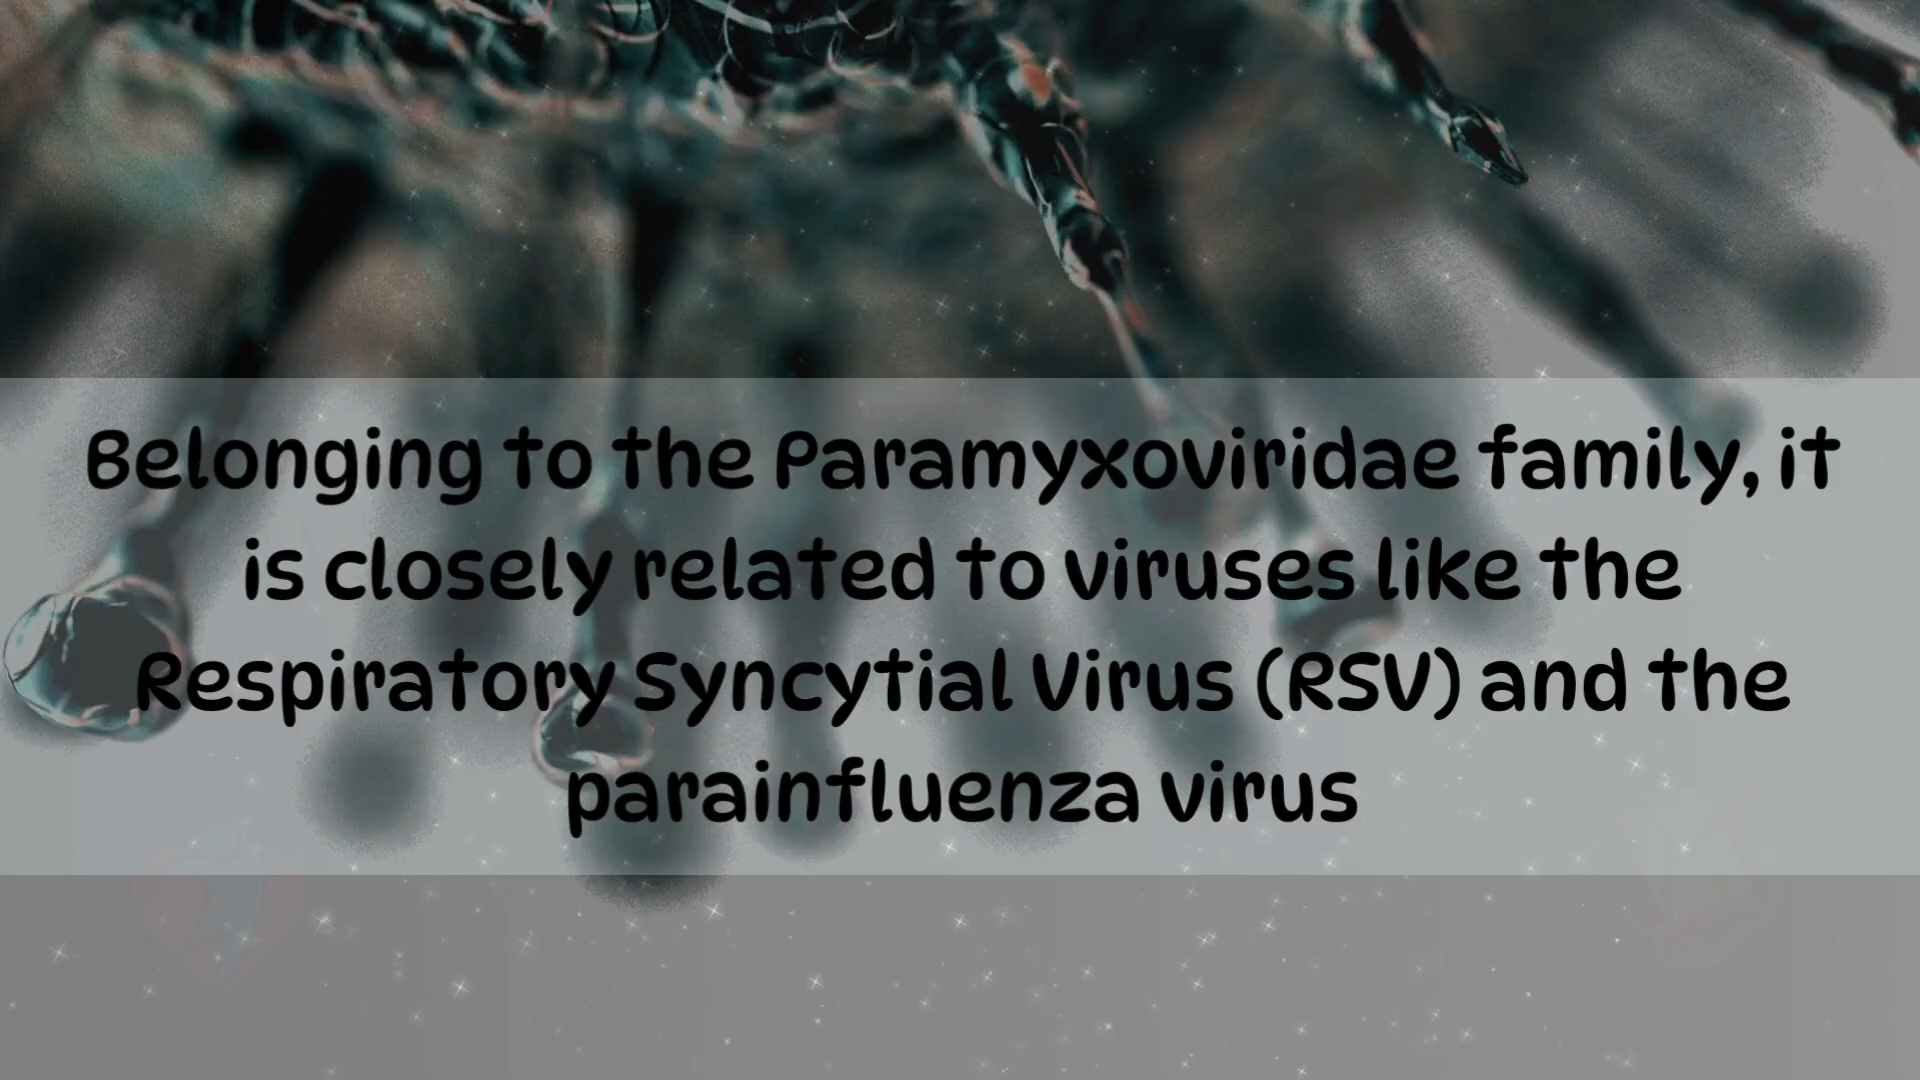 Belonging to the Paramyxoviridae family, it
is closely related to viruses like the
Respiratory Syncytial Virus (RSV) and the
parainfluenza virus